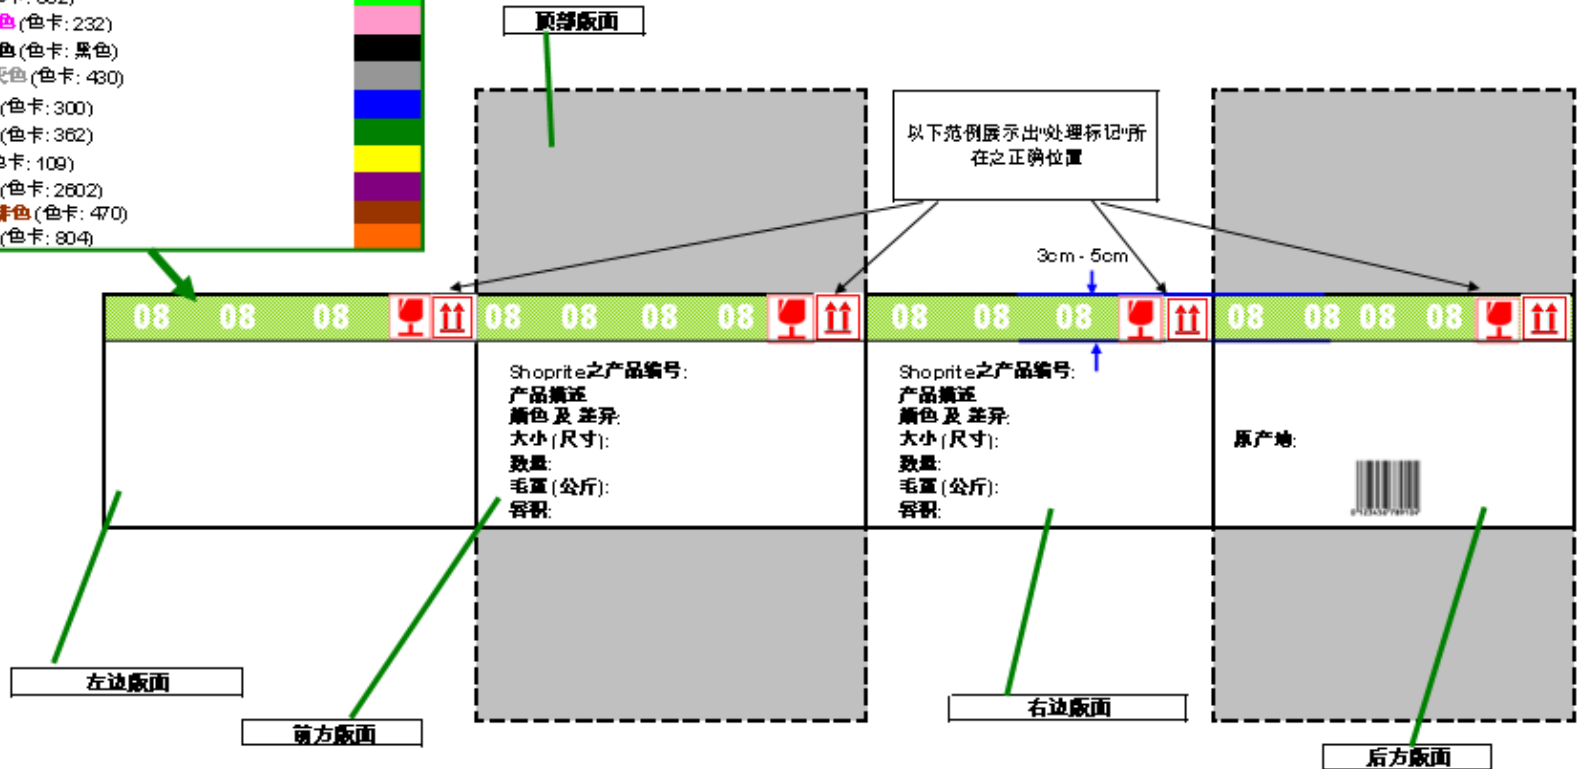 色(色卡: 232)
色(色卡: 黑色)
灰色(色卡: 430)
(色卡: 300)
(色卡: 362)
色卡: 109)
(色卡: 2602)
啡色(色卡: 470)
(色卡: 804)
顶部版面
以下范例展示出“处理标记”所
在之正确位置
3cm - 5cm
08 08 08 08 08 08 08 08 08 08 08 08 08 08
Shoprite之产品编号:
产品描述
颜色 及 差异:
大小 (尺寸):
数量:
毛重 (公斤):
容积:
Shoprite之产品编号:
产品描述
颜色 及 差异:
大小 (尺寸):
数量:
毛重 (公斤):
容积:
原产地:
左边版面
前方版面
右边版面
后方版面